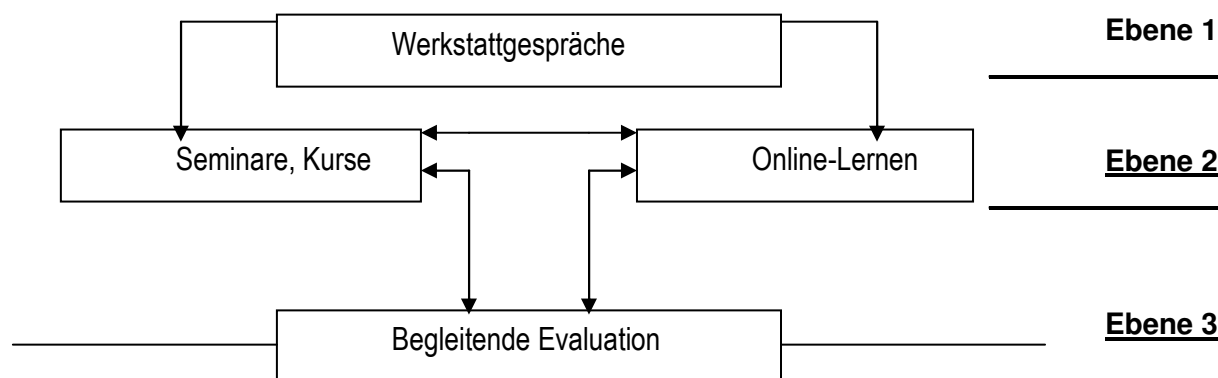 Werkstattgespräche
Ebene 1
Seminare, Kurse
Online-Lernen
Ebene 2
Begleitende Evaluation
Ebene 3